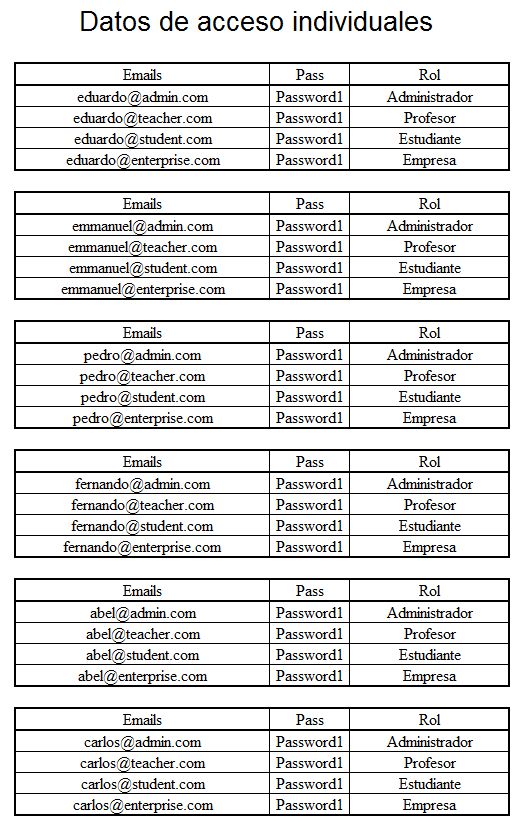 Datos de acceso individuales
Emails Pass Rol
eduardo@admin.com Password1 Administrador
eduardo@teacher.com Password1 Profesor
eduardo@student.com Password1 Estudiante
eduardo@enterprise.com Password1 Empresa
Emails Pass Rol
emmanuel@admin.com Password1 Administrador
emmanuel@teacher.com Password1 Profesor
emmanuel@student.com Password1 Estudiante
emmanuel@enterprise.com Password1 Empresa
Emails Pass Rol
pedro@admin.com Password1 Administrador
pedro@teacher.com Password1 Profesor
pedro@student.com Password1 Estudiante
pedro@enterprise.com Password1 Empresa
Emails Pass Rol
fernando@admin.com Password1 Administrador
fernando@teacher.com Password1 Profesor
fernando@student.com Password1 Estudiante
fernando@enterprise.com Password1 Empresa
Emails Pass Rol
abel@admin.com Password1 Administrador
abel@teacher.com Password1 Profesor
abel@student.com Password1 Estudiante
abel@enterprise.com Password1 Empresa
Emails Pass Rol
carlos@admin.com Password1 Administrador
carlos@teacher.com Password1 Profesor
carlos@student.com Password1 Estudiante
carlos@enterprise.com Password1 Empresa